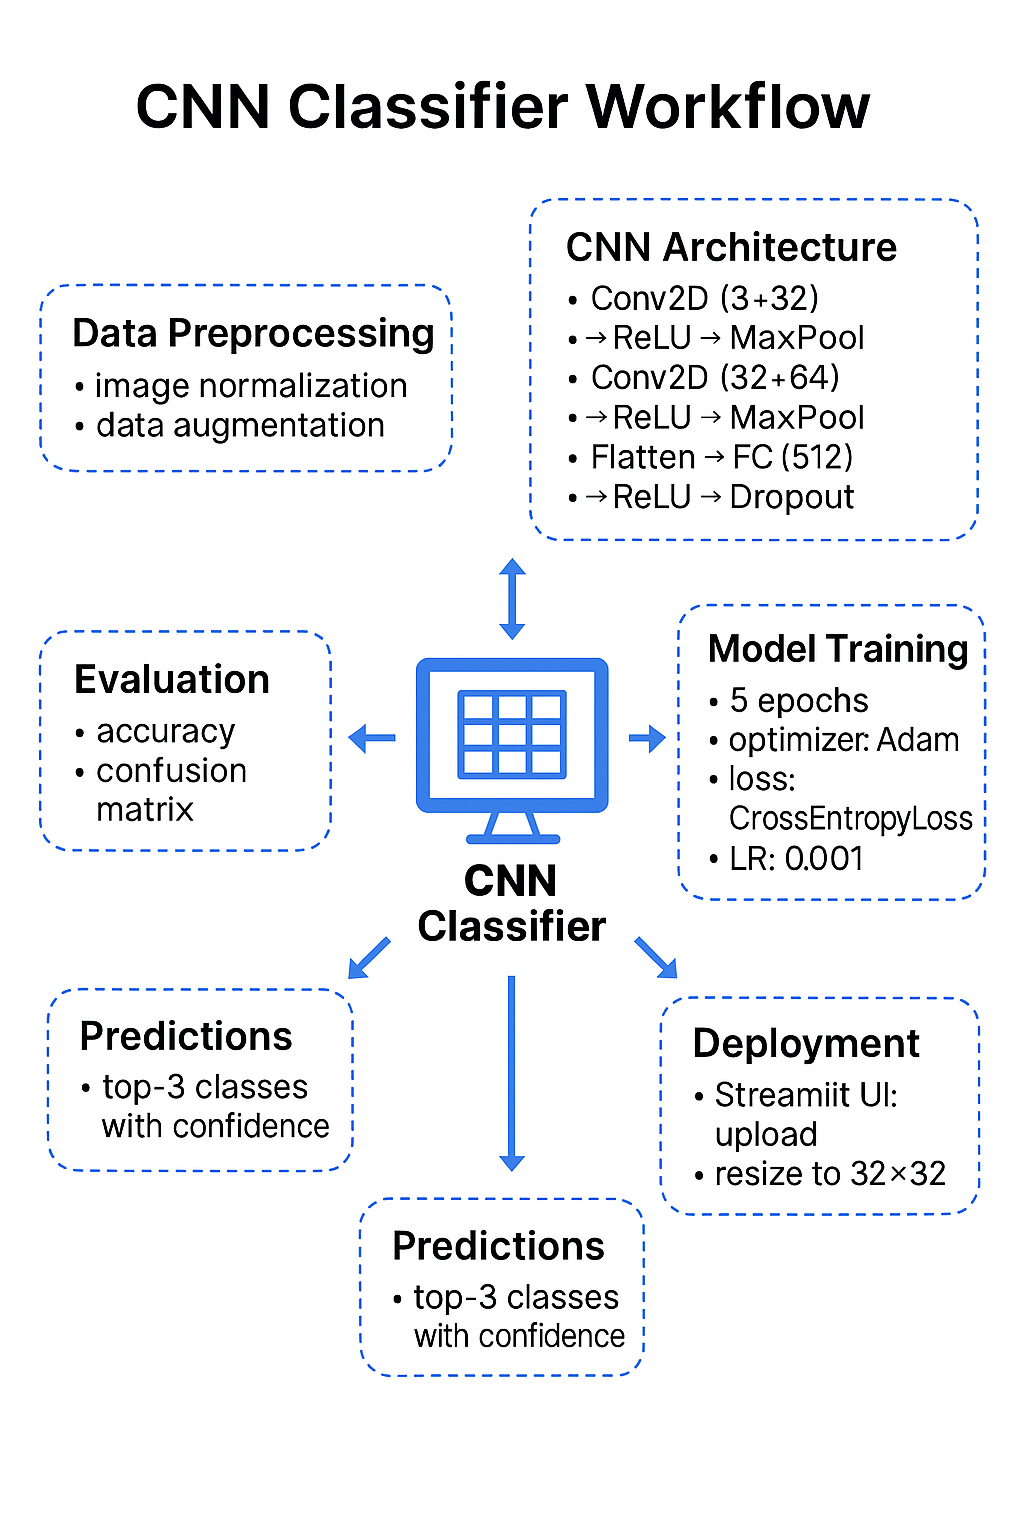 CNN Classifier Workflow
Data Preprocessing
• image normalization
• data augmentation
CNN Architecture
• Conv2D (3+32)
• →ReLU → MaxPool
• Conv2D (32+64)
• →ReLU → MaxPool
• Flatten → FC (512)
• →ReLU → Dropout
Evaluation
• accuracy
• confusion
matrix
CNN
Classifier
Model Training
• 5 epochs
• optimizer: Adam
• loss:
CrossEntropyLoss
• LR: 0.001
Predictions
• top-3 classes
with confidence
Predictions
• top-3 classes
with confidence
Deployment
• Streamiit UI:
upload
• resize to 32×32